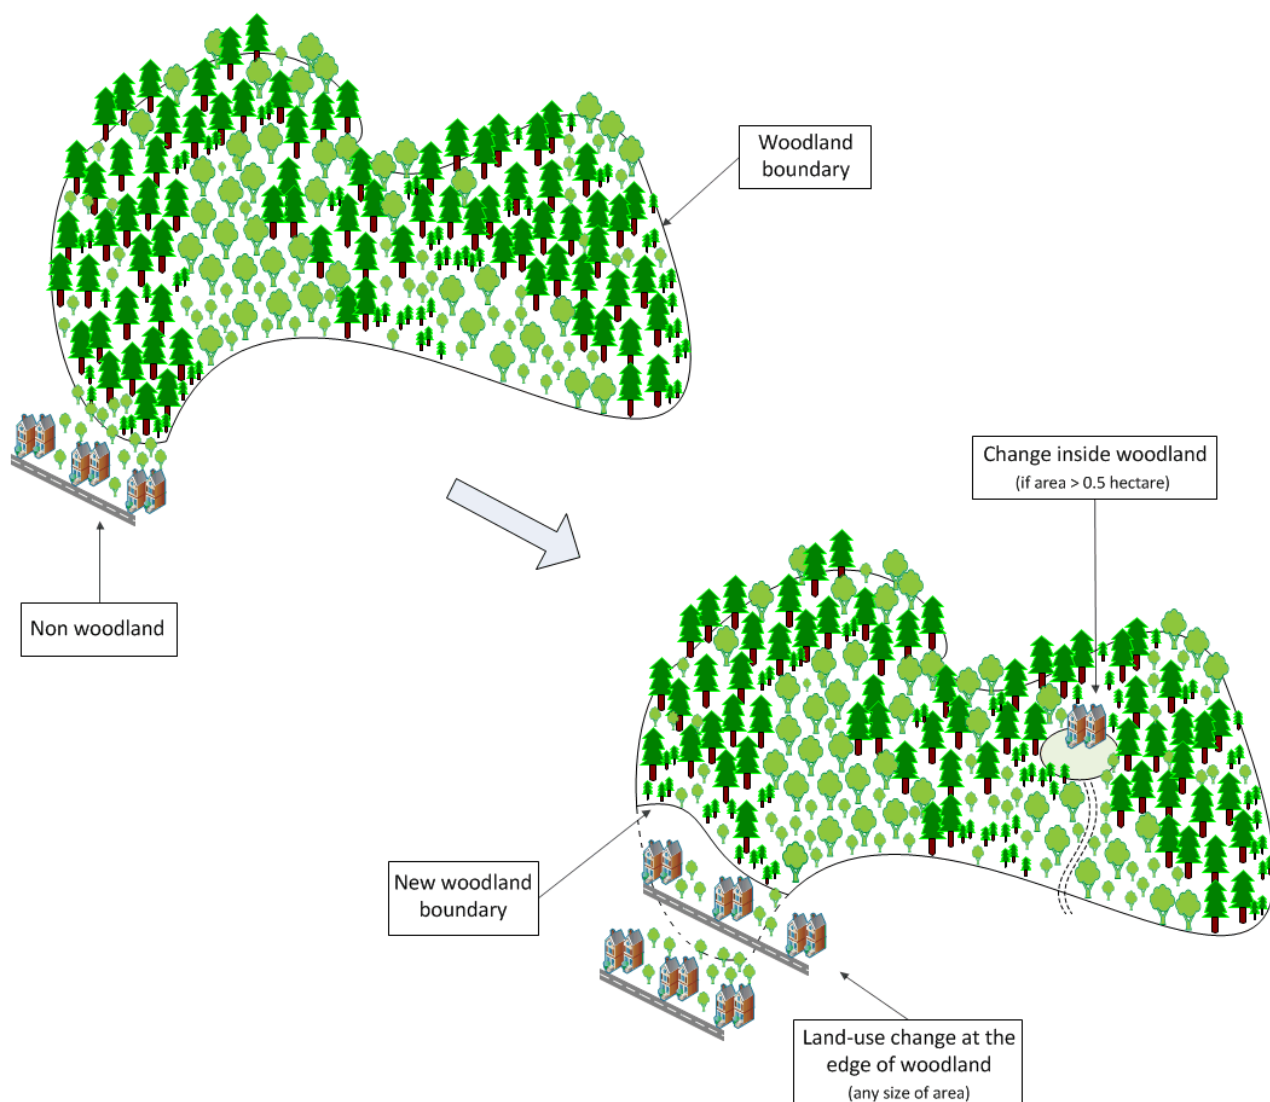 Woodland
boundary
Non woodland
Change inside woodland
(if area > 0.5 hectare)
New woodland
boundary
Land-use change at the
edge of woodland
(any size of area)